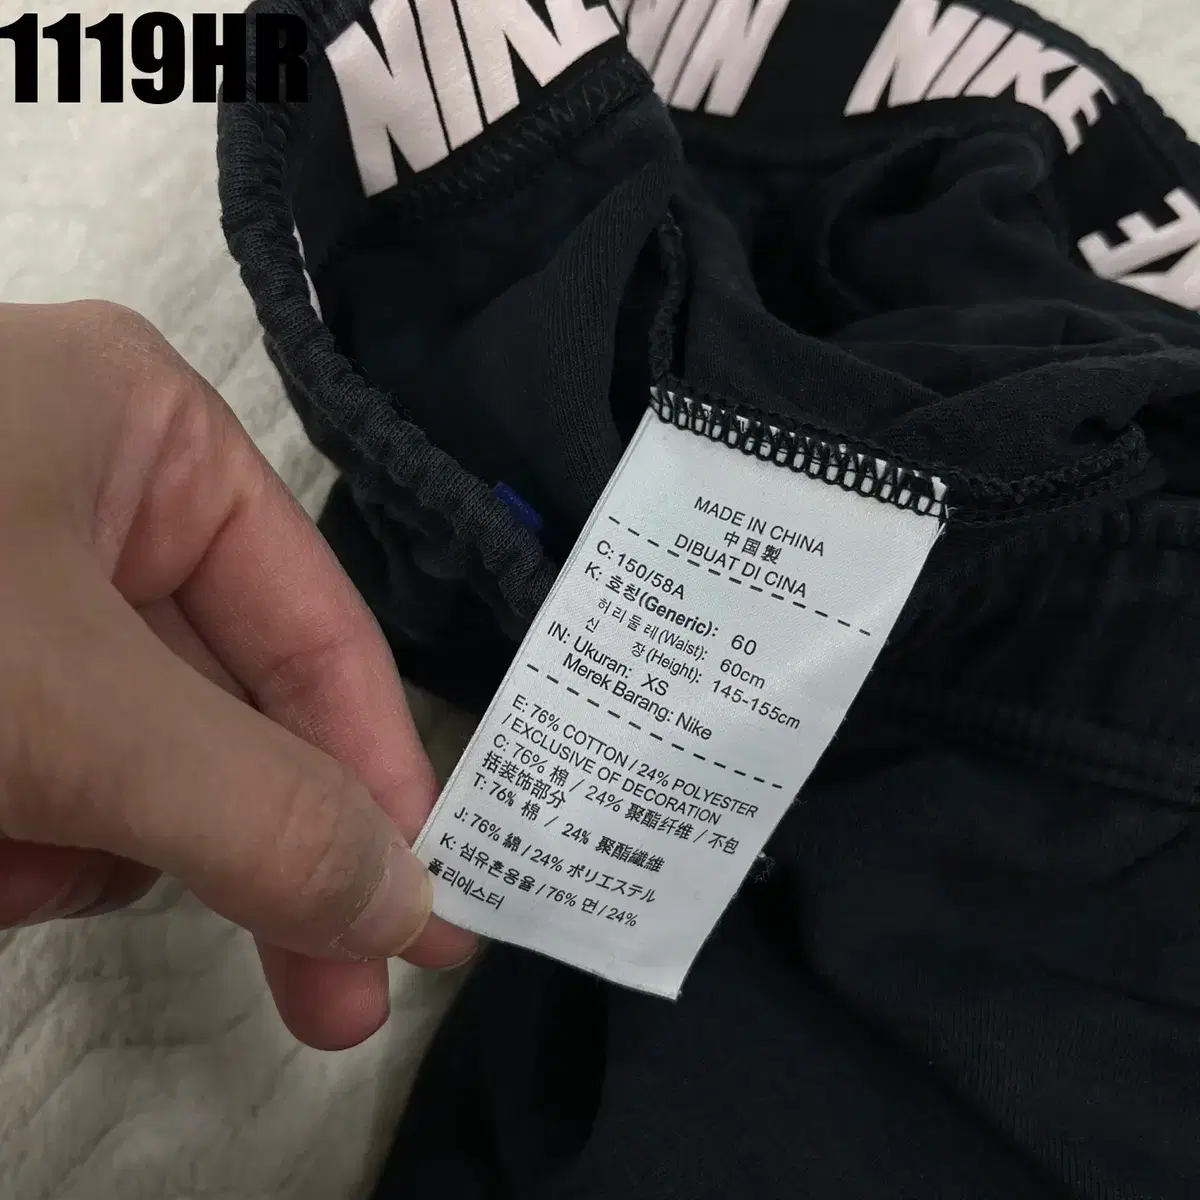 1119HR
NIKE
NIKE
MADE IN CHINA
中国製
DIBUAT DI CINA
C: 150/58A
K: 호칭(Generic): 60
허리둘레(Waist): 60cm
신 장(Height): 145-155cm
IN: Ukuran: XS
Merek Barang: Nike
E: 76% COTTON / 24% POLYESTER
/ EXCLUSIVE OF DECORATION
C: 76% 棉 / 24% 聚酯纤维 / 不包
括装饰部分
T: 76% 棉 / 24% 聚酯纖維
J: 76% 綿 / 24% ポリエステル
K: 섬유혼용율 / 76% 면 / 24%
폴리에스터